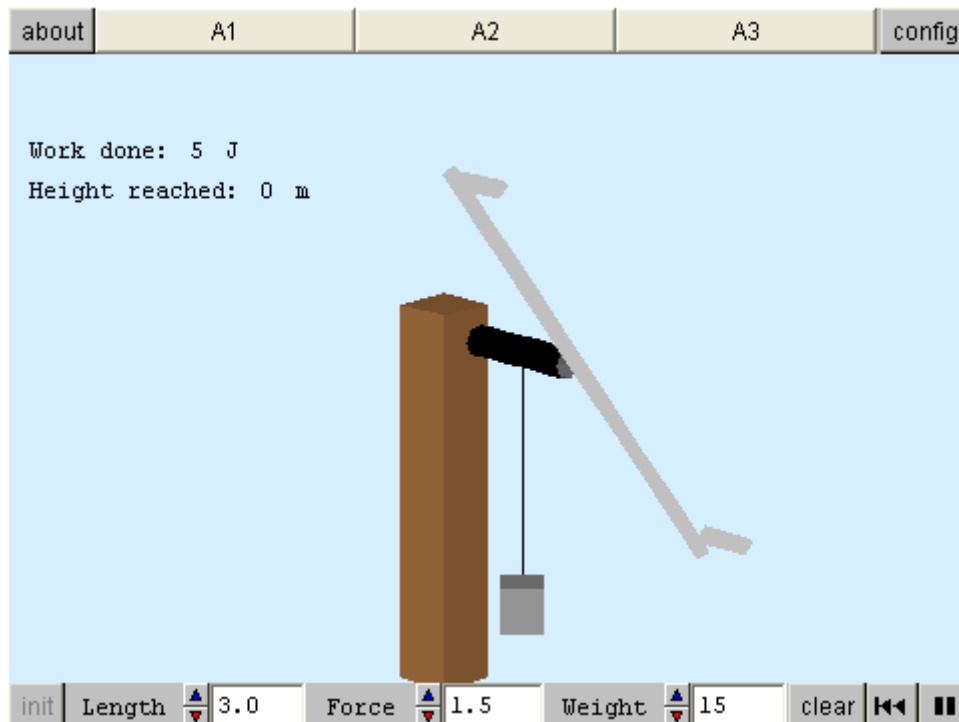 about A1 A2 A3 config
Work done: 5 J
Height reached: 0 m
init Length 3.0 Force 1.5 Weight 15 clear